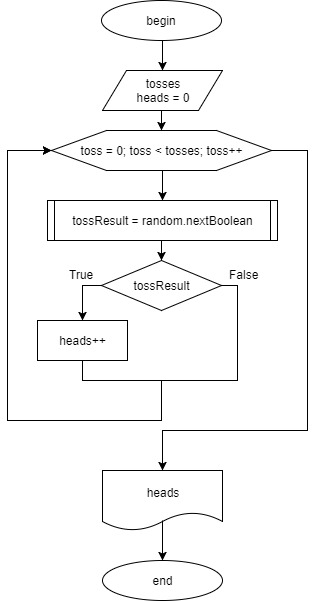 begin
tosses
heads = 0
toss = 0; toss < tosses; toss++
tossResult = random.nextBoolean
True
False
tossResult
heads++
heads
end